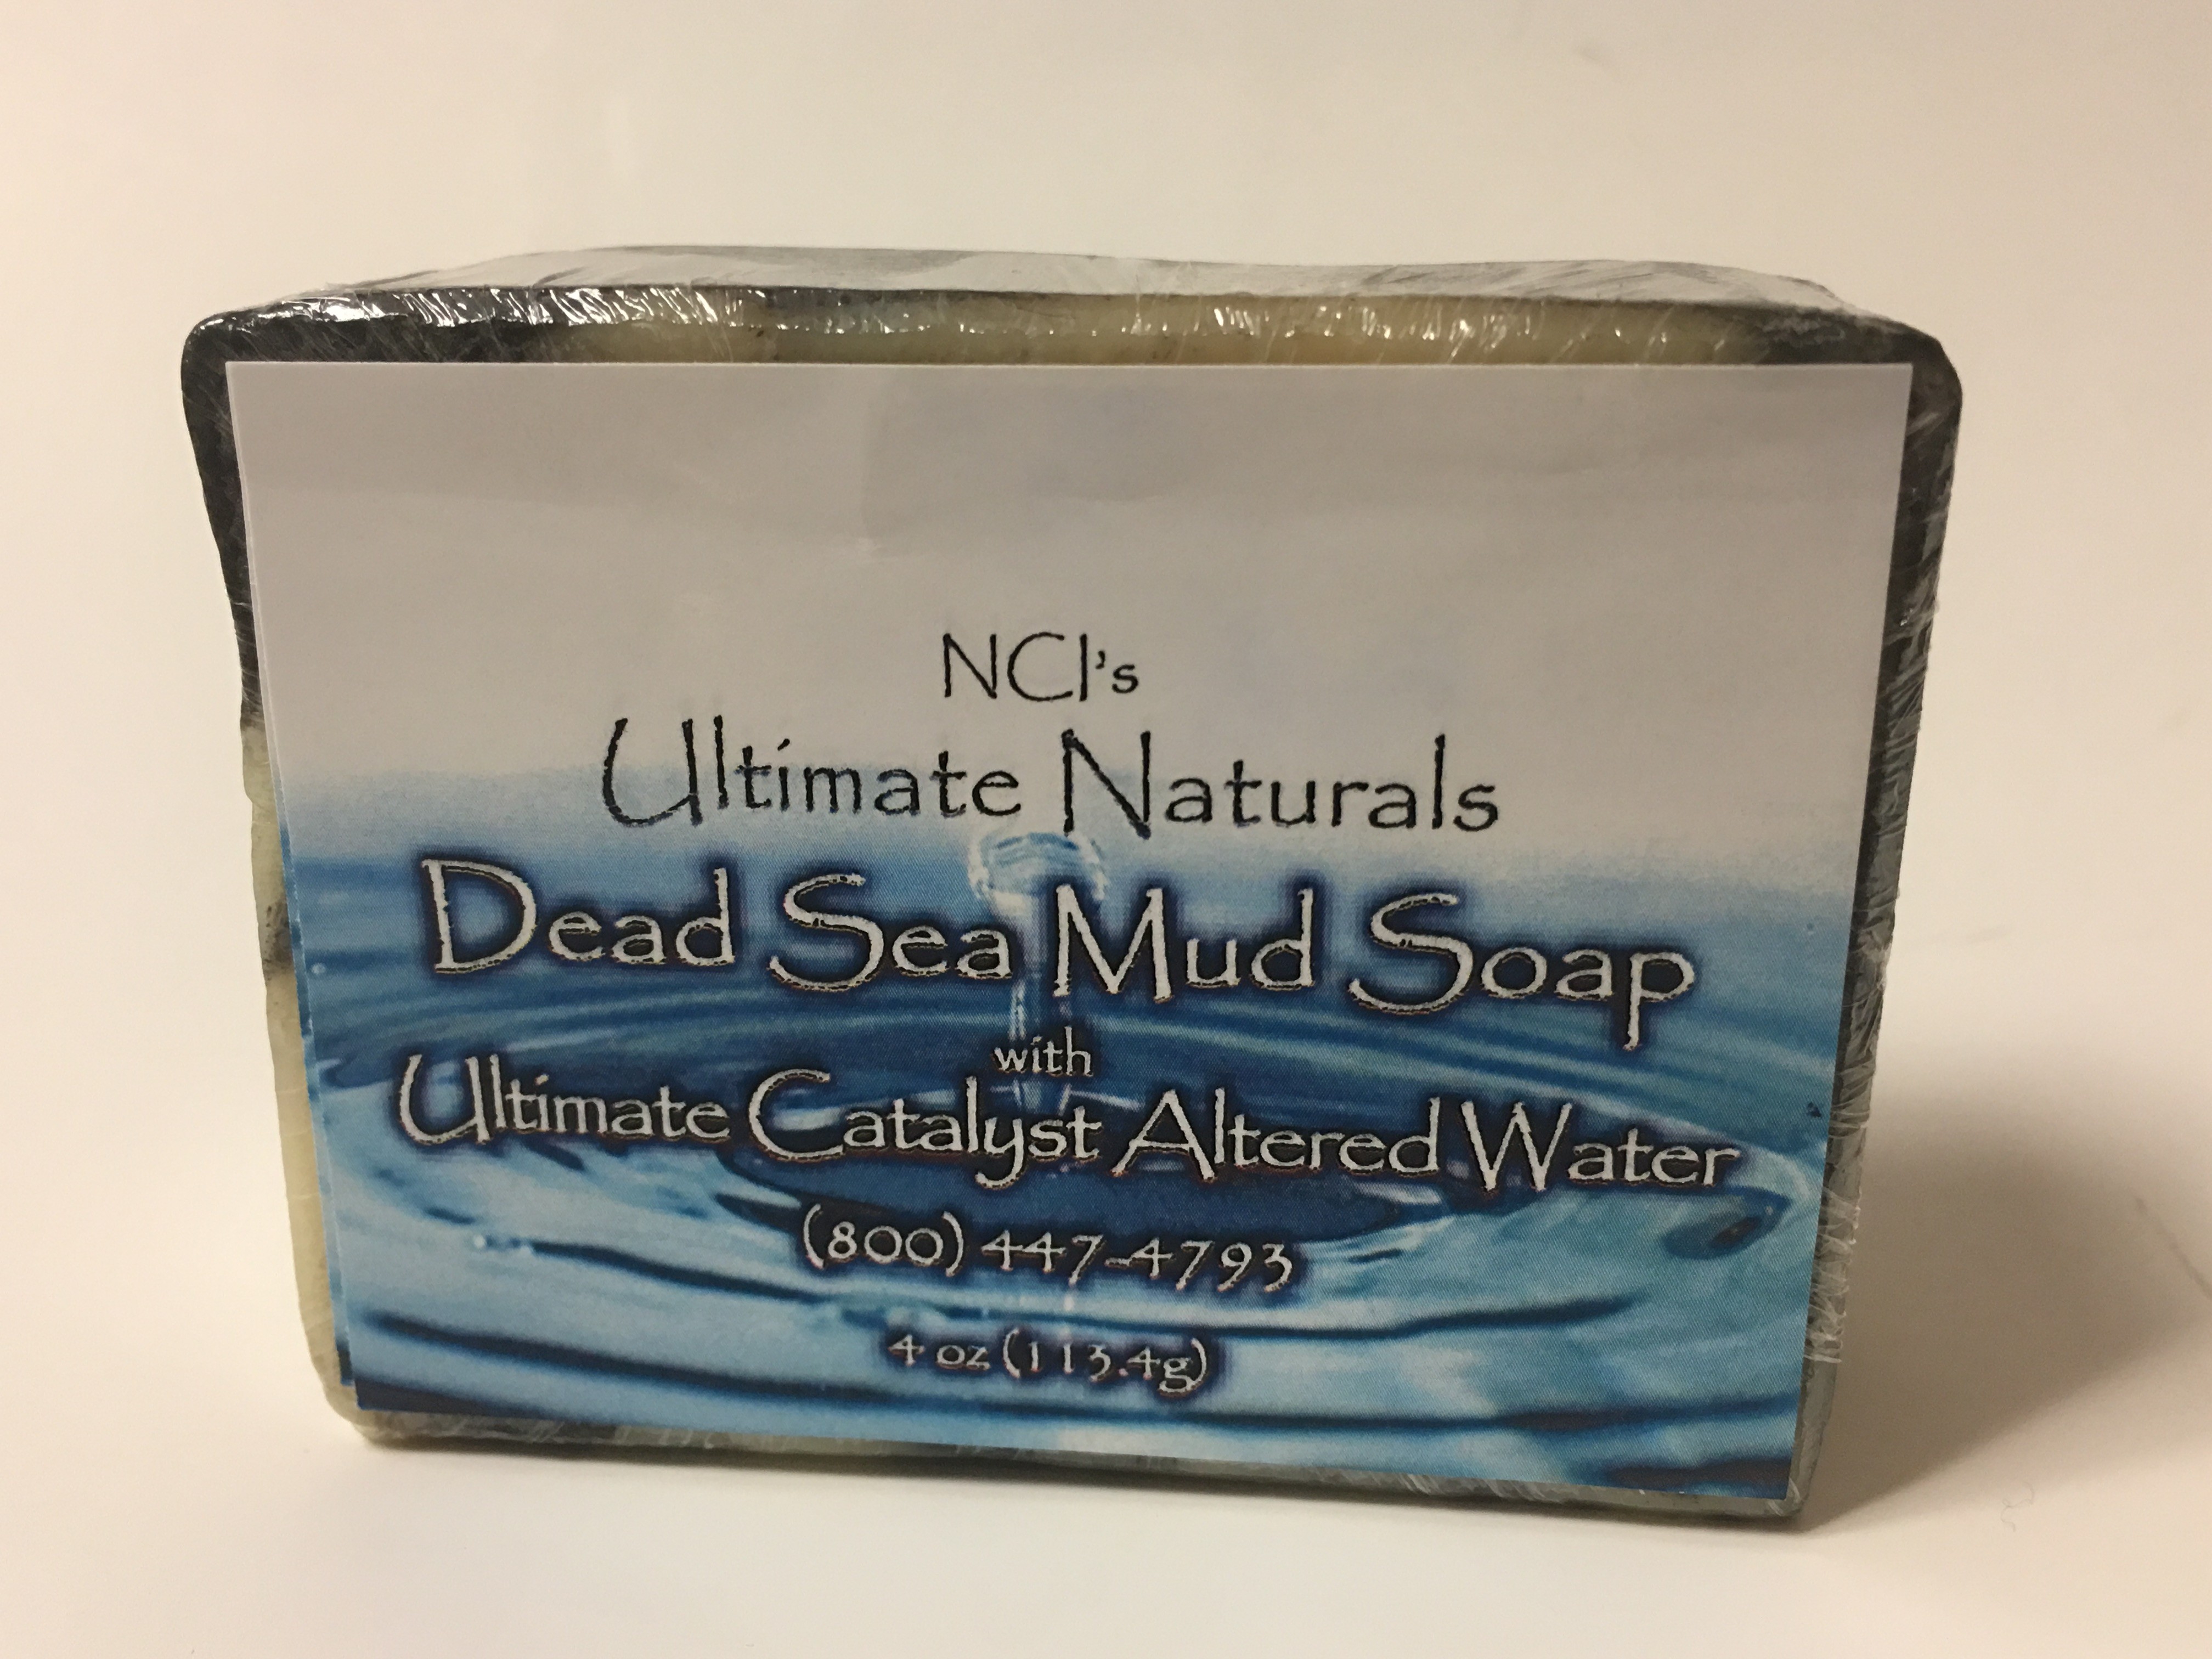 NCI's
Ultimate Naturals
Dead Sea Mud Soap
with
Ultimate Catalyst Altered Water
(800) 447-4793
4 oz (113.4g)